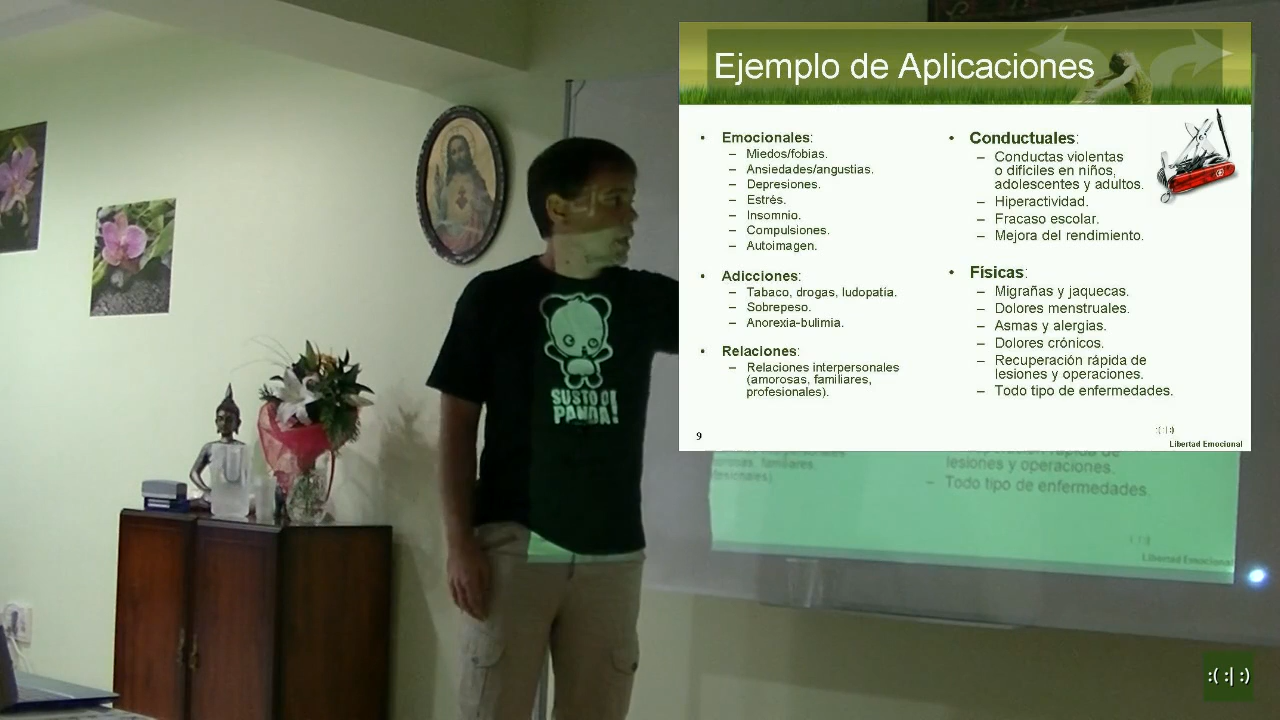 Ejemplo de Aplicaciones
• Emocionales:
– Miedos/fobias.
– Ansiedades/angustias.
– Depresiones.
– Estrés.
– Insomnio.
– Compulsiones.
– Autoimagen.
• Adicciones:
– Tabaco, drogas, ludopatía.
– Sobrepeso.
– Anorexia-bulimia.
• Relaciones:
– Relaciones interpersonales
(amorosas, familiares,
profesionales).
• Conductuales:
– Conductas violentas
o difíciles en niños,
adolescentes y adultos.
– Hiperactividad.
– Fracaso escolar.
– Mejora del rendimiento.
• Físicas:
– Migrañas y jaquecas.
– Dolores menstruales.
– Asmas y alergias.
– Dolores crónicos.
– Recuperación rápida de
lesiones y operaciones.
– Todo tipo de enfermedades.
9
:(:|:)
Libertad Emocional
SUSTO DE
PANDA!
lesiones y operaciones.
– Todo tipo de enfermedades.
Libertad Emocional
:( :| :)